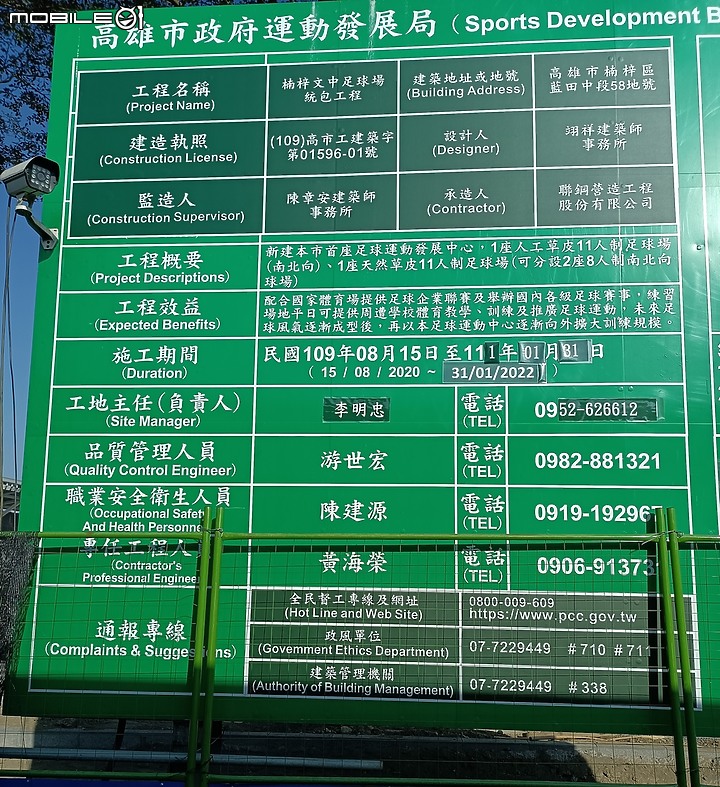 MOBILE01
高雄市政府運動發展局 (Sports Development B
工程名稱
(Project Name)
楠梓文中足球場
統包工程
建築地址或地號
(Building Address)
高雄市楠梓區
藍田中段58地號
建造執照
(Construction License)
(109)高市工建築字
第01596-01號
設計人
(Designer)
翊祥建築師
事務所
監造人
(Construction Supervisor)
陳章安建築師
事務所
承造人
(Contractor)
聯鋼營造工程
股份有限公司
工程概要
(Project Descriptions)
新建本市首座足球運動發展中心，1座人工草皮11人制足球場
(南北向)、1座天然草皮11人制足球場(可分設2座8人制南北向
球場)
工程效益
(Expected Benefits)
配合國家體育場提供足球企業聯賽及舉辦國內各級足球賽事，練習
場地平日可提供周遭學校體育教學、訓練及推廣足球運動，未來足
球風氣逐漸成型後，再以本足球運動中心逐漸向外擴大訓練規模。
施工期間
(Duration)
民國109年08月15日至111年01月31日
( 15 / 08 / 2020 ~ 31/01/2022 )
工地主任(負責人)
(Site Manager)
李明忠
電話
(TEL)
0952-626612
品質管理人員
(Quality Control Engineer)
游世宏
電話
(TEL)
0982-881321
職業安全衛生人員
(Occupational Safety
And Health Personne
陳建源
電話
(TEL)
0919-192967
專任工程人
(Contractor's
Professional Enginee
黃海榮
電話
(TEL)
0906-91373
通報專線
(Complaints & Suggestions)
全民督工專線及網址
(Hot Line and Web Site)
0800-009-609
https://www.pcc.gov.tw
政風單位
(Government Ethics Department)
07-7229449 #710 #711
建築管理機關
(Authority of Building Management)
07-7229449 #338